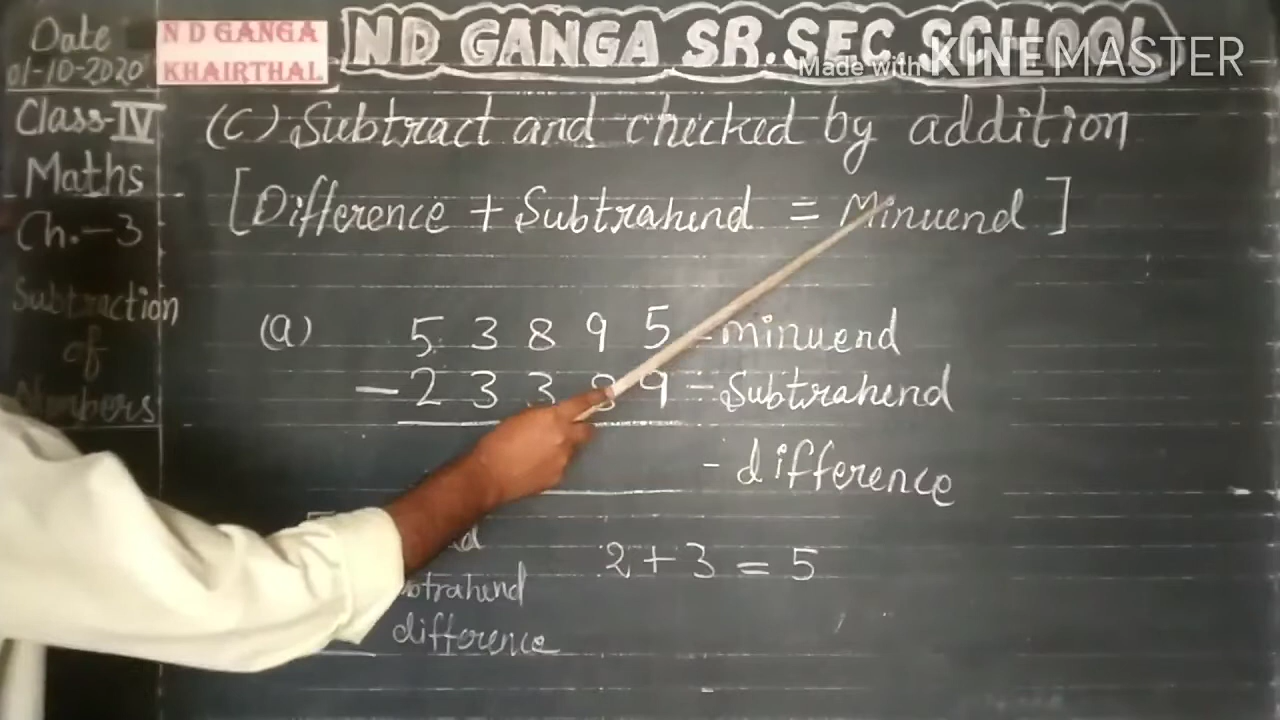 Date
01-10-2020
Class-IV
Maths
Ch.-3
Subtraction
of
Numbers
N D GANGA
KHAIRTHAL
ND GANGA SR.SEC. SCHOOL
Made with KINEMASTER
(C) Subtract and checked by addition
[Difference + Subtrahend = Minuend]
(a) 5 3 8 9 5 = minuend
- 2 3 3 8 9 = Subtrahend
- difference
2 + 3 = 5
difference